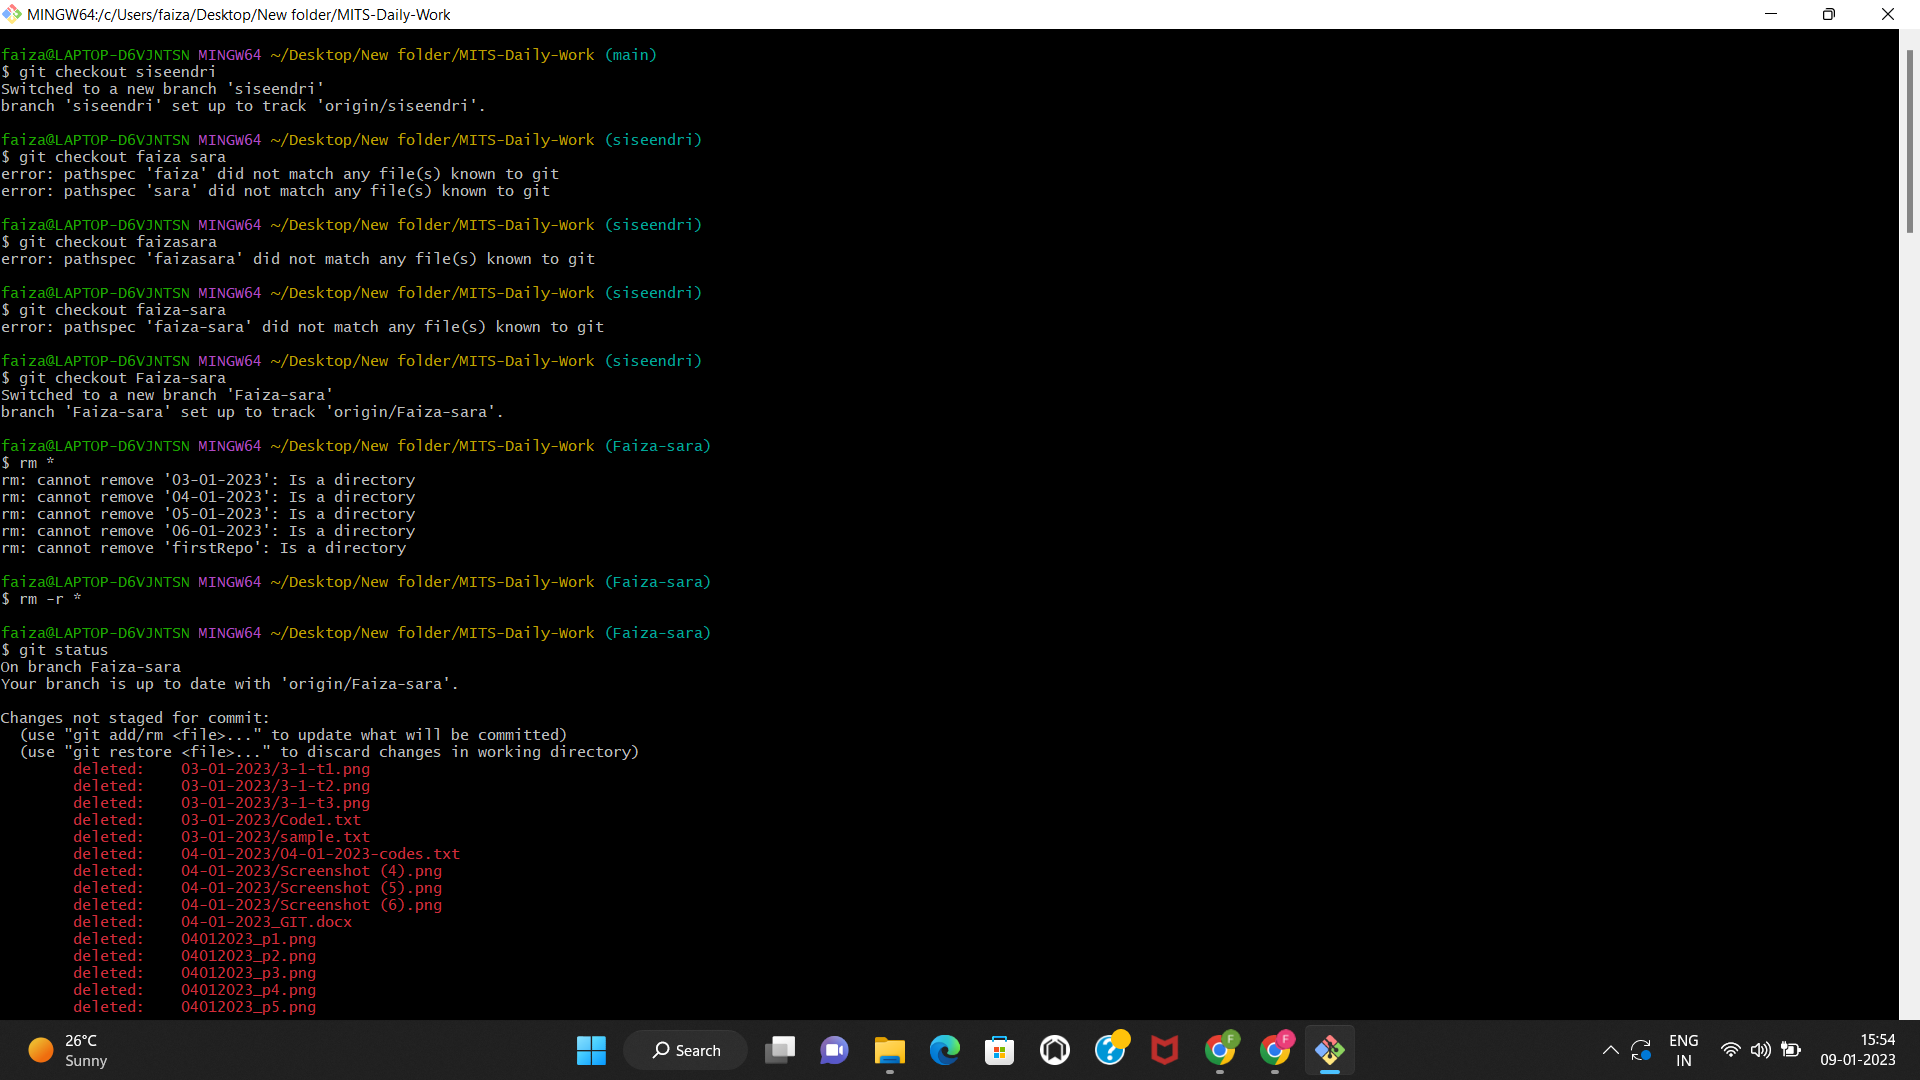 MINGW64:/c/Users/faiza/Desktop/New folder/MITS-Daily-Work
faiza@LAPTOP-D6VJNTSN MINGW64 ~/Desktop/New folder/MITS-Daily-Work (main)
$ git checkout siseendri
Switched to a new branch 'siseendri'
branch 'siseendri' set up to track 'origin/siseendri'.
faiza@LAPTOP-D6VJNTSN MINGW64 ~/Desktop/New folder/MITS-Daily-Work (siseendri)
$ git checkout faiza sara
error: pathspec 'faiza' did not match any file(s) known to git
error: pathspec 'sara' did not match any file(s) known to git
faiza@LAPTOP-D6VJNTSN MINGW64 ~/Desktop/New folder/MITS-Daily-Work (siseendri)
$ git checkout faizasara
error: pathspec 'faizasara' did not match any file(s) known to git
faiza@LAPTOP-D6VJNTSN MINGW64 ~/Desktop/New folder/MITS-Daily-Work (siseendri)
$ git checkout faiza-sara
error: pathspec 'faiza-sara' did not match any file(s) known to git
faiza@LAPTOP-D6VJNTSN MINGW64 ~/Desktop/New folder/MITS-Daily-Work (siseendri)
$ git checkout Faiza-sara
Switched to a new branch 'Faiza-sara'
branch 'Faiza-sara' set up to track 'origin/Faiza-sara'.
faiza@LAPTOP-D6VJNTSN MINGW64 ~/Desktop/New folder/MITS-Daily-Work (Faiza-sara)
$ rm *
rm: cannot remove '03-01-2023': Is a directory
rm: cannot remove '04-01-2023': Is a directory
rm: cannot remove '05-01-2023': Is a directory
rm: cannot remove '06-01-2023': Is a directory
rm: cannot remove 'firstRepo': Is a directory
faiza@LAPTOP-D6VJNTSN MINGW64 ~/Desktop/New folder/MITS-Daily-Work (Faiza-sara)
$ rm -r *
faiza@LAPTOP-D6VJNTSN MINGW64 ~/Desktop/New folder/MITS-Daily-Work (Faiza-sara)
$ git status
On branch Faiza-sara
Your branch is up to date with 'origin/Faiza-sara'.
Changes not staged for commit:
(use "git add/rm <file>..." to update what will be committed)
(use "git restore <file>..." to discard changes in working directory)
deleted: 03-01-2023/3-1-t1.png
deleted: 03-01-2023/3-1-t2.png
deleted: 03-01-2023/3-1-t3.png
deleted: 03-01-2023/Code1.txt
deleted: 03-01-2023/sample.txt
deleted: 04-01-2023/04-01-2023-codes.txt
deleted: 04-01-2023/Screenshot (4).png
deleted: 04-01-2023/Screenshot (5).png
deleted: 04-01-2023/Screenshot (6).png
deleted: 04-01-2023_GIT.docx
deleted: 04012023_p1.png
deleted: 04012023_p2.png
deleted: 04012023_p3.png
deleted: 04012023_p4.png
deleted: 04012023_p5.png
26°C
Sunny
Search
F
F
ENG
IN
15:54
09-01-2023